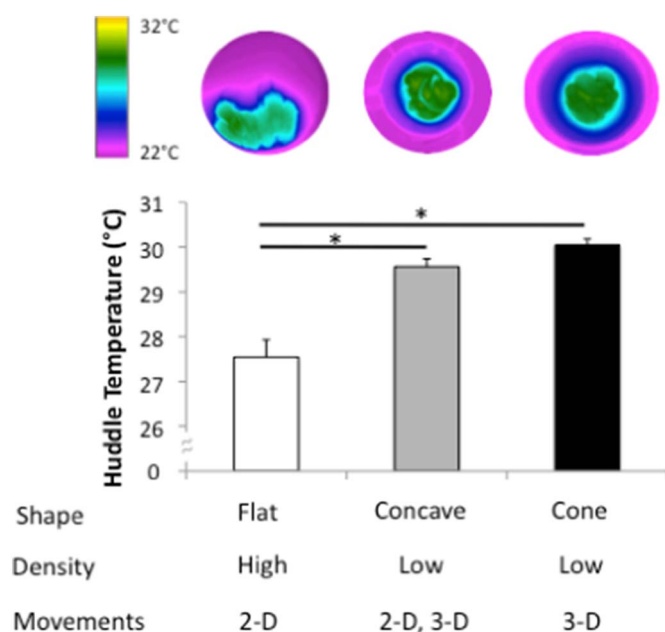 32°C
22°C
Huddle Temperature (°C)
31
30
29
28
27
26
0
*
*
Shape Flat Concave Cone
Density High Low Low
Movements 2-D 2-D, 3-D 3-D